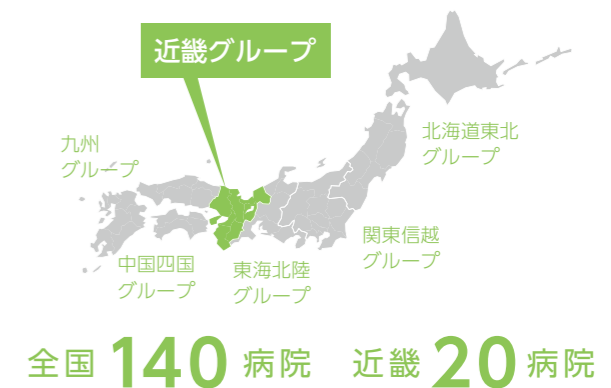 近畿グループ
北海道東北
グループ
九州
グループ
関東信越
グループ
中国四国
グループ
東海北陸
グループ
全国 140 病院 近畿 20 病院